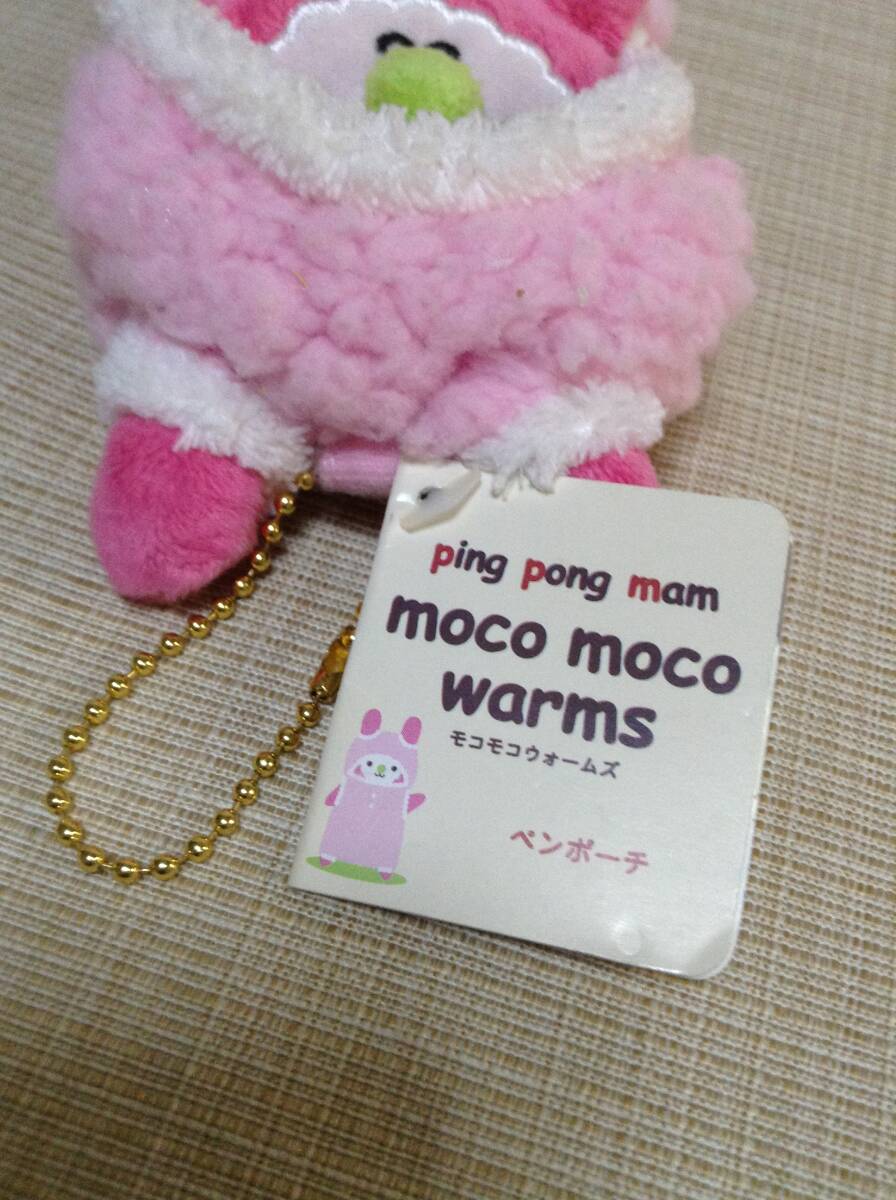 ping pong mam
moco moco
warms
モコモコウォームズ
ペンポーチ